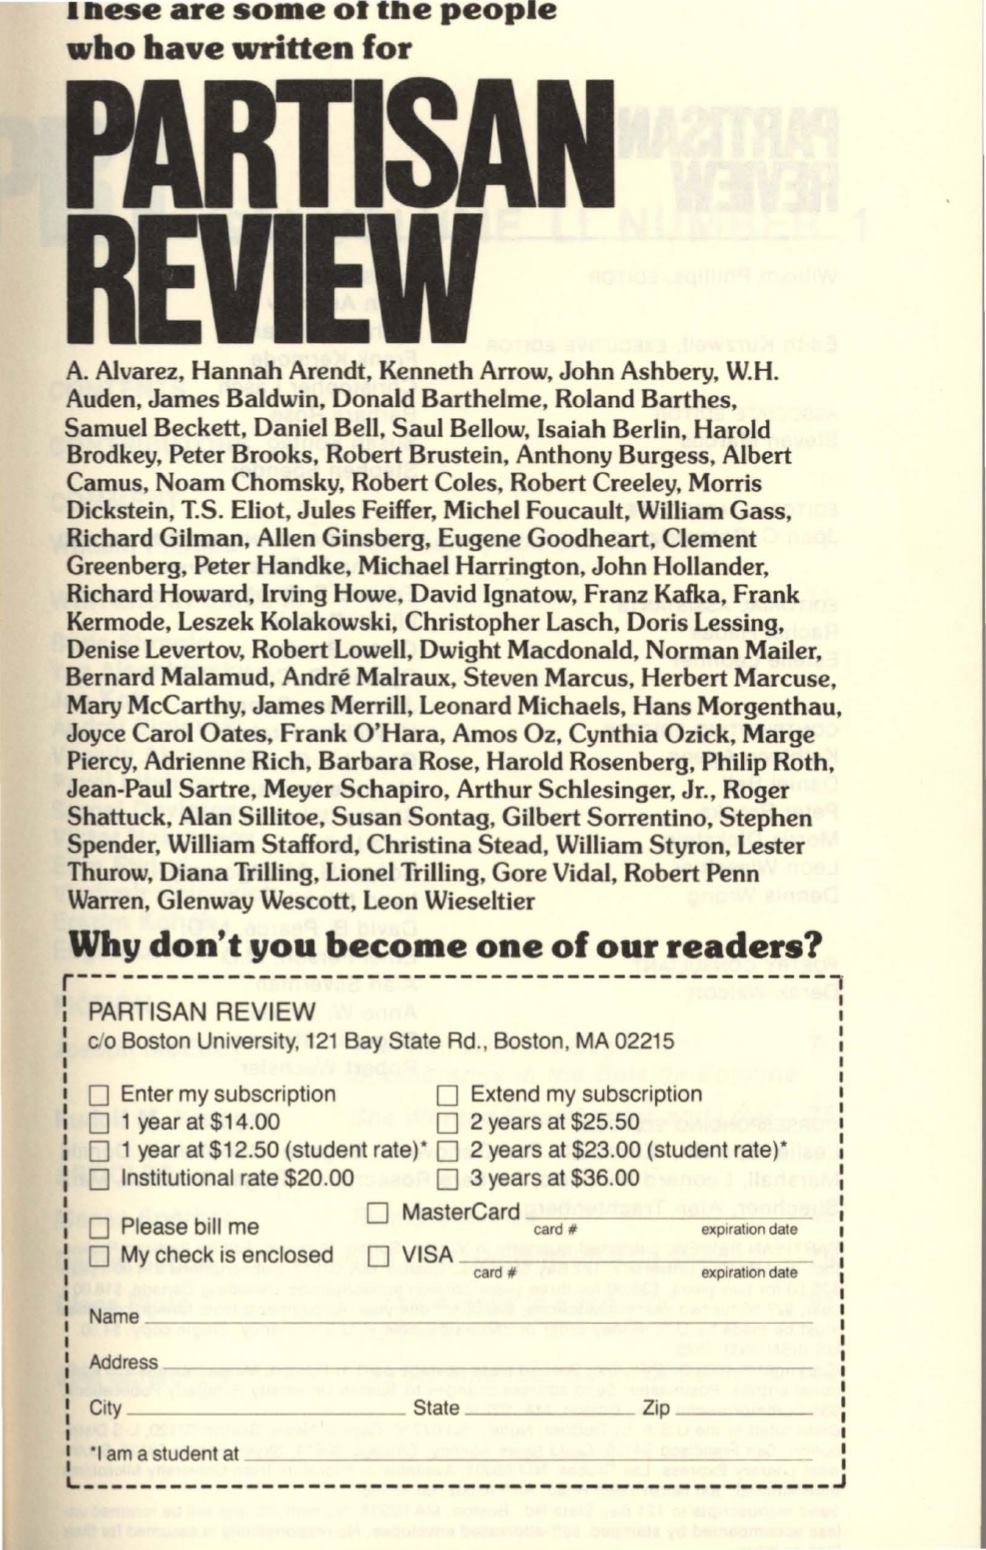 These are some of the people
who have written for
PARTISAN
REVIEW
A. Alvarez, Hannah Arendt, Kenneth Arrow, John Ashbery, W.H.
Auden, James Baldwin, Donald Barthelme, Roland Barthes,
Samuel Beckett, Daniel Bell, Saul Bellow, Isaiah Berlin, Harold
Brodkey, Peter Brooks, Robert Brustein, Anthony Burgess, Albert
Camus, Noam Chomsky, Robert Coles, Robert Creeley, Morris
Dickstein, T.S. Eliot, Jules Feiffer, Michel Foucault, William Gass,
Richard Gilman, Allen Ginsberg, Eugene Goodheart, Clement
Greenberg, Peter Handke, Michael Harrington, John Hollander,
Richard Howard, Irving Howe, David Ignatow, Franz Kafka, Frank
Kermode, Leszek Kolakowski, Christopher Lasch, Doris Lessing,
Denise Levertov, Robert Lowell, Dwight Macdonald, Norman Mailer,
Bernard Malamud, André Malraux, Steven Marcus, Herbert Marcuse,
Mary McCarthy, James Merrill, Leonard Michaels, Hans Morgenthau,
Joyce Carol Oates, Frank O'Hara, Amos Oz, Cynthia Ozick, Marge
Piercy, Adrienne Rich, Barbara Rose, Harold Rosenberg, Philip Roth,
Jean-Paul Sartre, Meyer Schapiro, Arthur Schlesinger, Jr., Roger
Shattuck, Alan Sillitoe, Susan Sontag, Gilbert Sorrentino, Stephen
Spender, William Stafford, Christina Stead, William Styron, Lester
Thurow, Diana Trilling, Lionel Trilling, Gore Vidal, Robert Penn
Warren, Glenway Wescott, Leon Wieseltier
Why don't you become one of our readers?
PARTISAN REVIEW
c/o Boston University, 121 Bay State Rd., Boston, MA 02215
Enter my subscription
Extend my subscription
1 year at $14.00
2 years at $25.50
1 year at $12.50 (student rate)*
2 years at $23.00 (student rate)*
Institutional rate $20.00
3 years at $36.00
Please bill me
MasterCard
card #
expiration date
My check is enclosed
VISA
card #
expiration date
Name
Address
City
State
Zip
*I am a student at